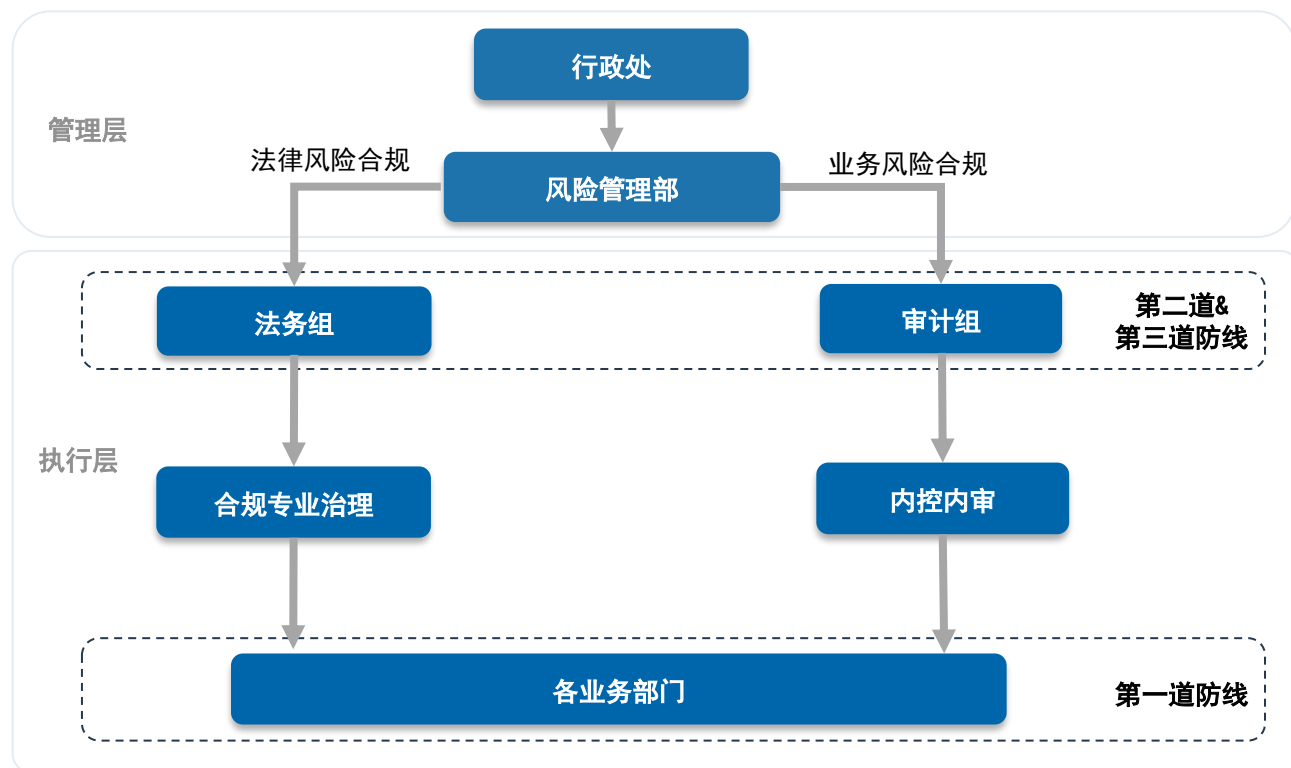 行政处
管理层
法律风险合规
业务风险合规
风险管理部
法务组
审计组
第二道&
第三道防线
执行层
合规专业治理
内控内审
各业务部门
第一道防线